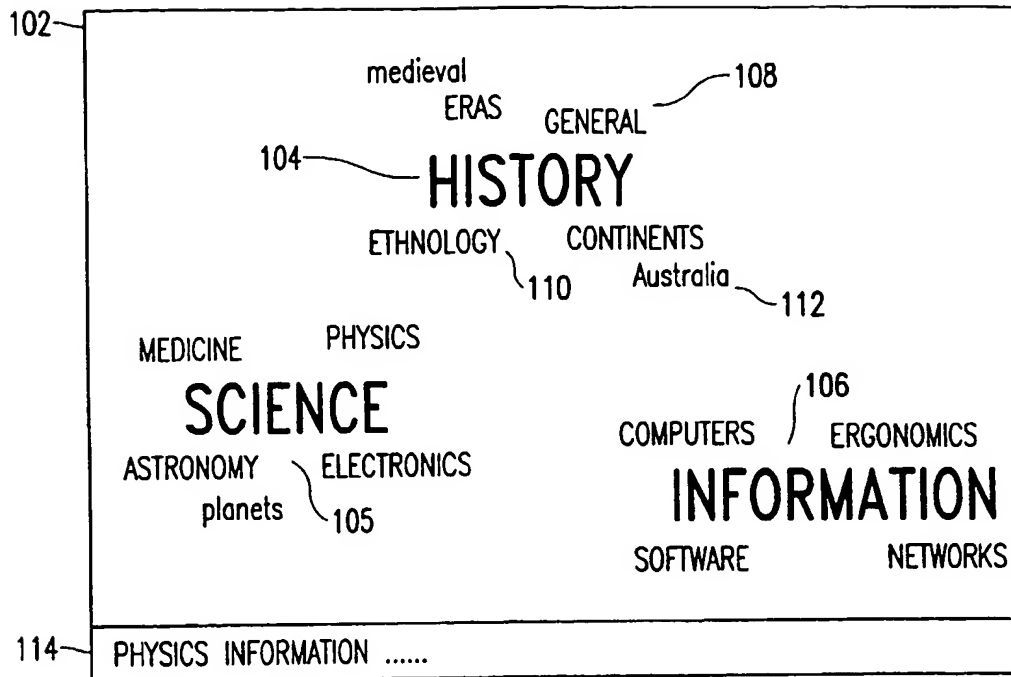 102
medieval
ERAS
GENERAL
108
104
HISTORY
ETHNOLOGY
CONTINENTS
Australia
110
112
MEDICINE
PHYSICS
SCIENCE
106
COMPUTERS
ERGONOMICS
ASTRONOMY
ELECTRONICS
planets
105
INFORMATION
SOFTWARE
NETWORKS
114
PHYSICS INFORMATION ......